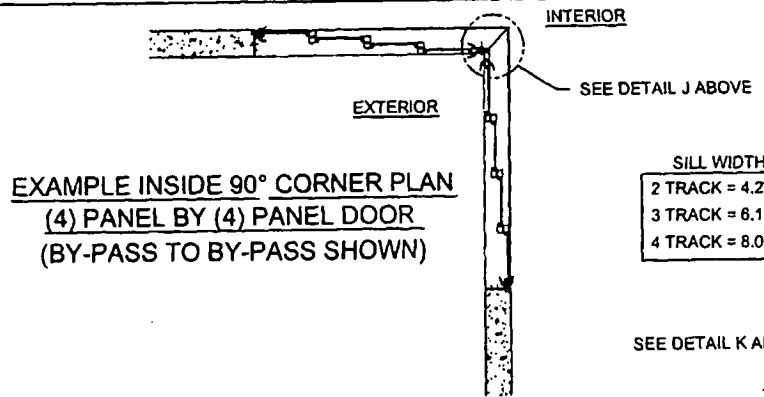 INTERIOR
SEE DETAIL J ABOVE
EXTERIOR
EXAMPLE INSIDE 90° CORNER PLAN
(4) PANEL BY (4) PANEL DOOR
(BY-PASS TO BY-PASS SHOWN)
SILL WIDTH
2 TRACK = 4.2
3 TRACK = 6.1
4 TRACK = 8.0
SEE DETAIL K